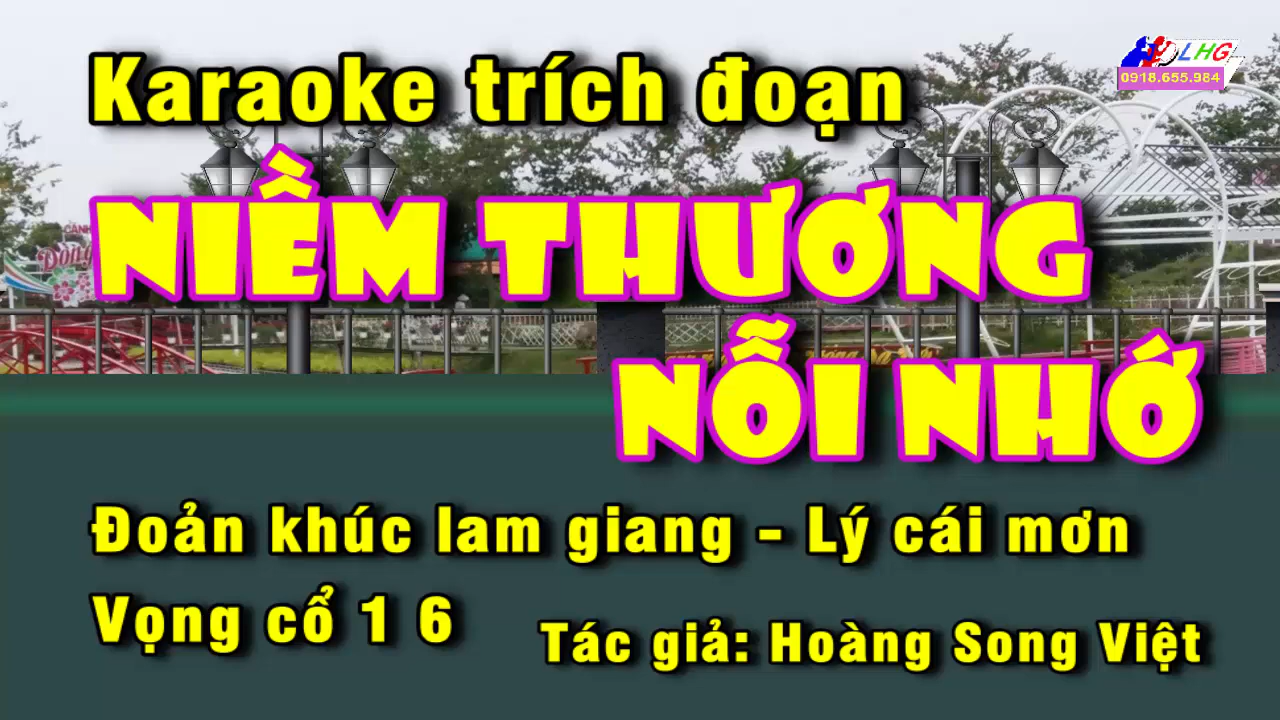 Karaoke trích đoạn
LHG
0918.655.984
NIỀM THƯƠNG
NỖI NHỚ
Đoản khúc lam giang - Lý cái mơn
Vọng cổ 1 6
Tác giả: Hoàng Song Việt